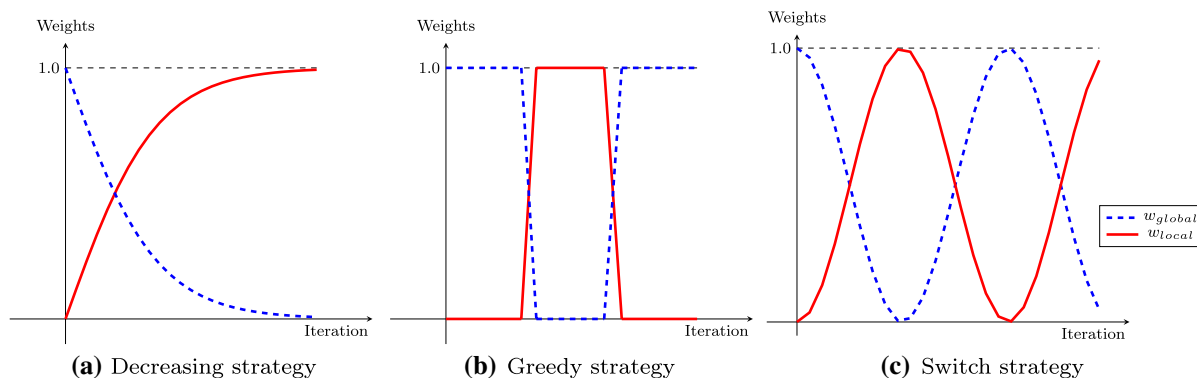 Weights
1.0
Iteration
(a) Decreasing strategy
Weights
1.0
Iteration
(b) Greedy strategy
Weights
1.0
Iteration
(c) Switch strategy
w_global
w_local